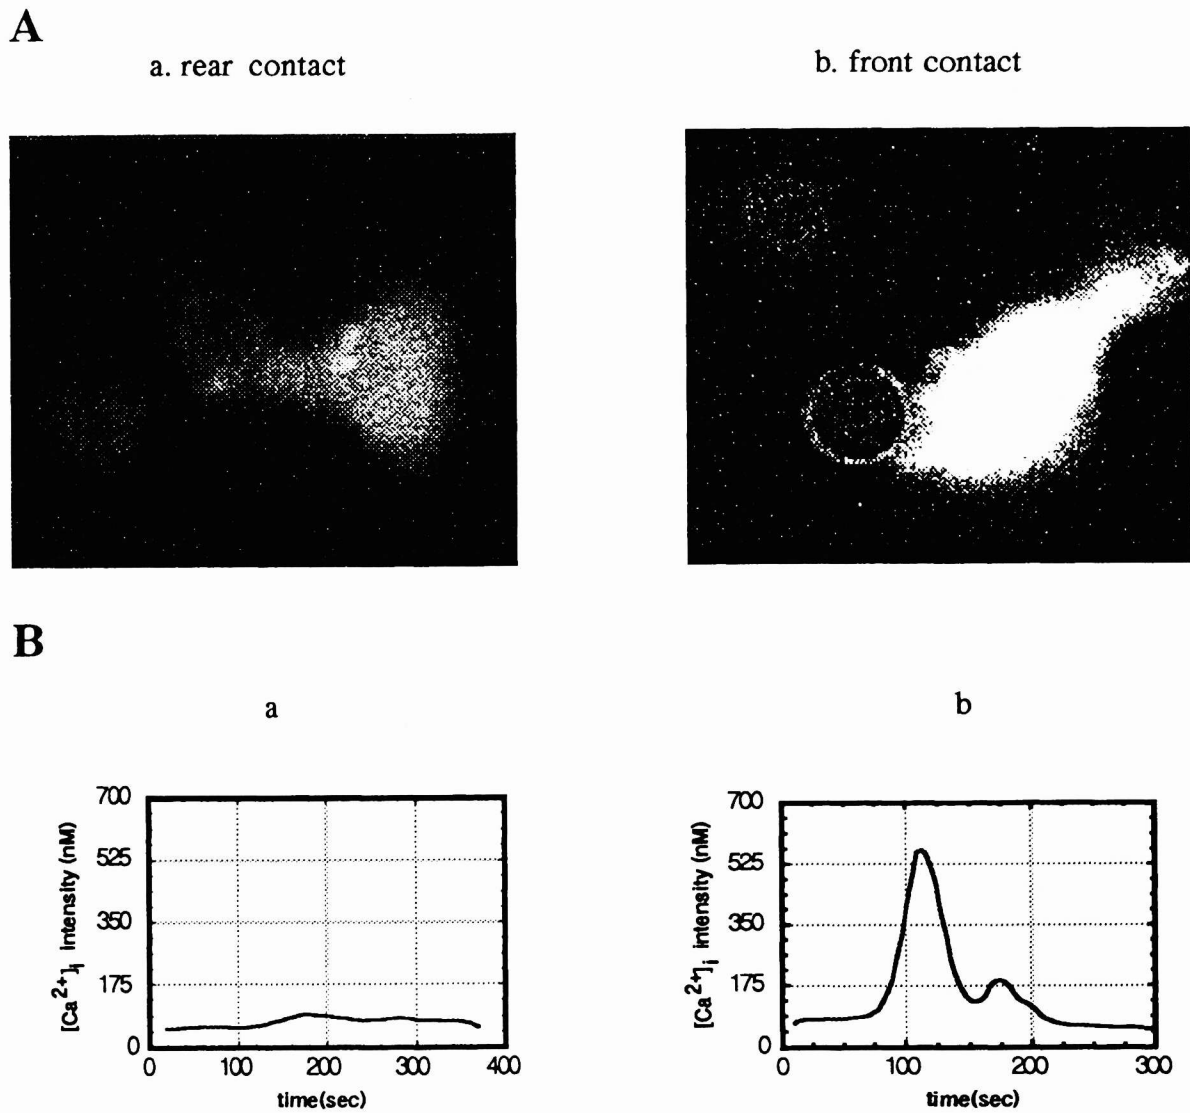 A
a. rear contact
b. front contact
B
a
b
700
525
350
175
0
[Ca²⁺]ᵢ intensity (nM)
0 100 200 300 400
time(sec)
700
525
350
175
0
[Ca²⁺]ᵢ intensity (nM)
0 100 200 300
time(sec)